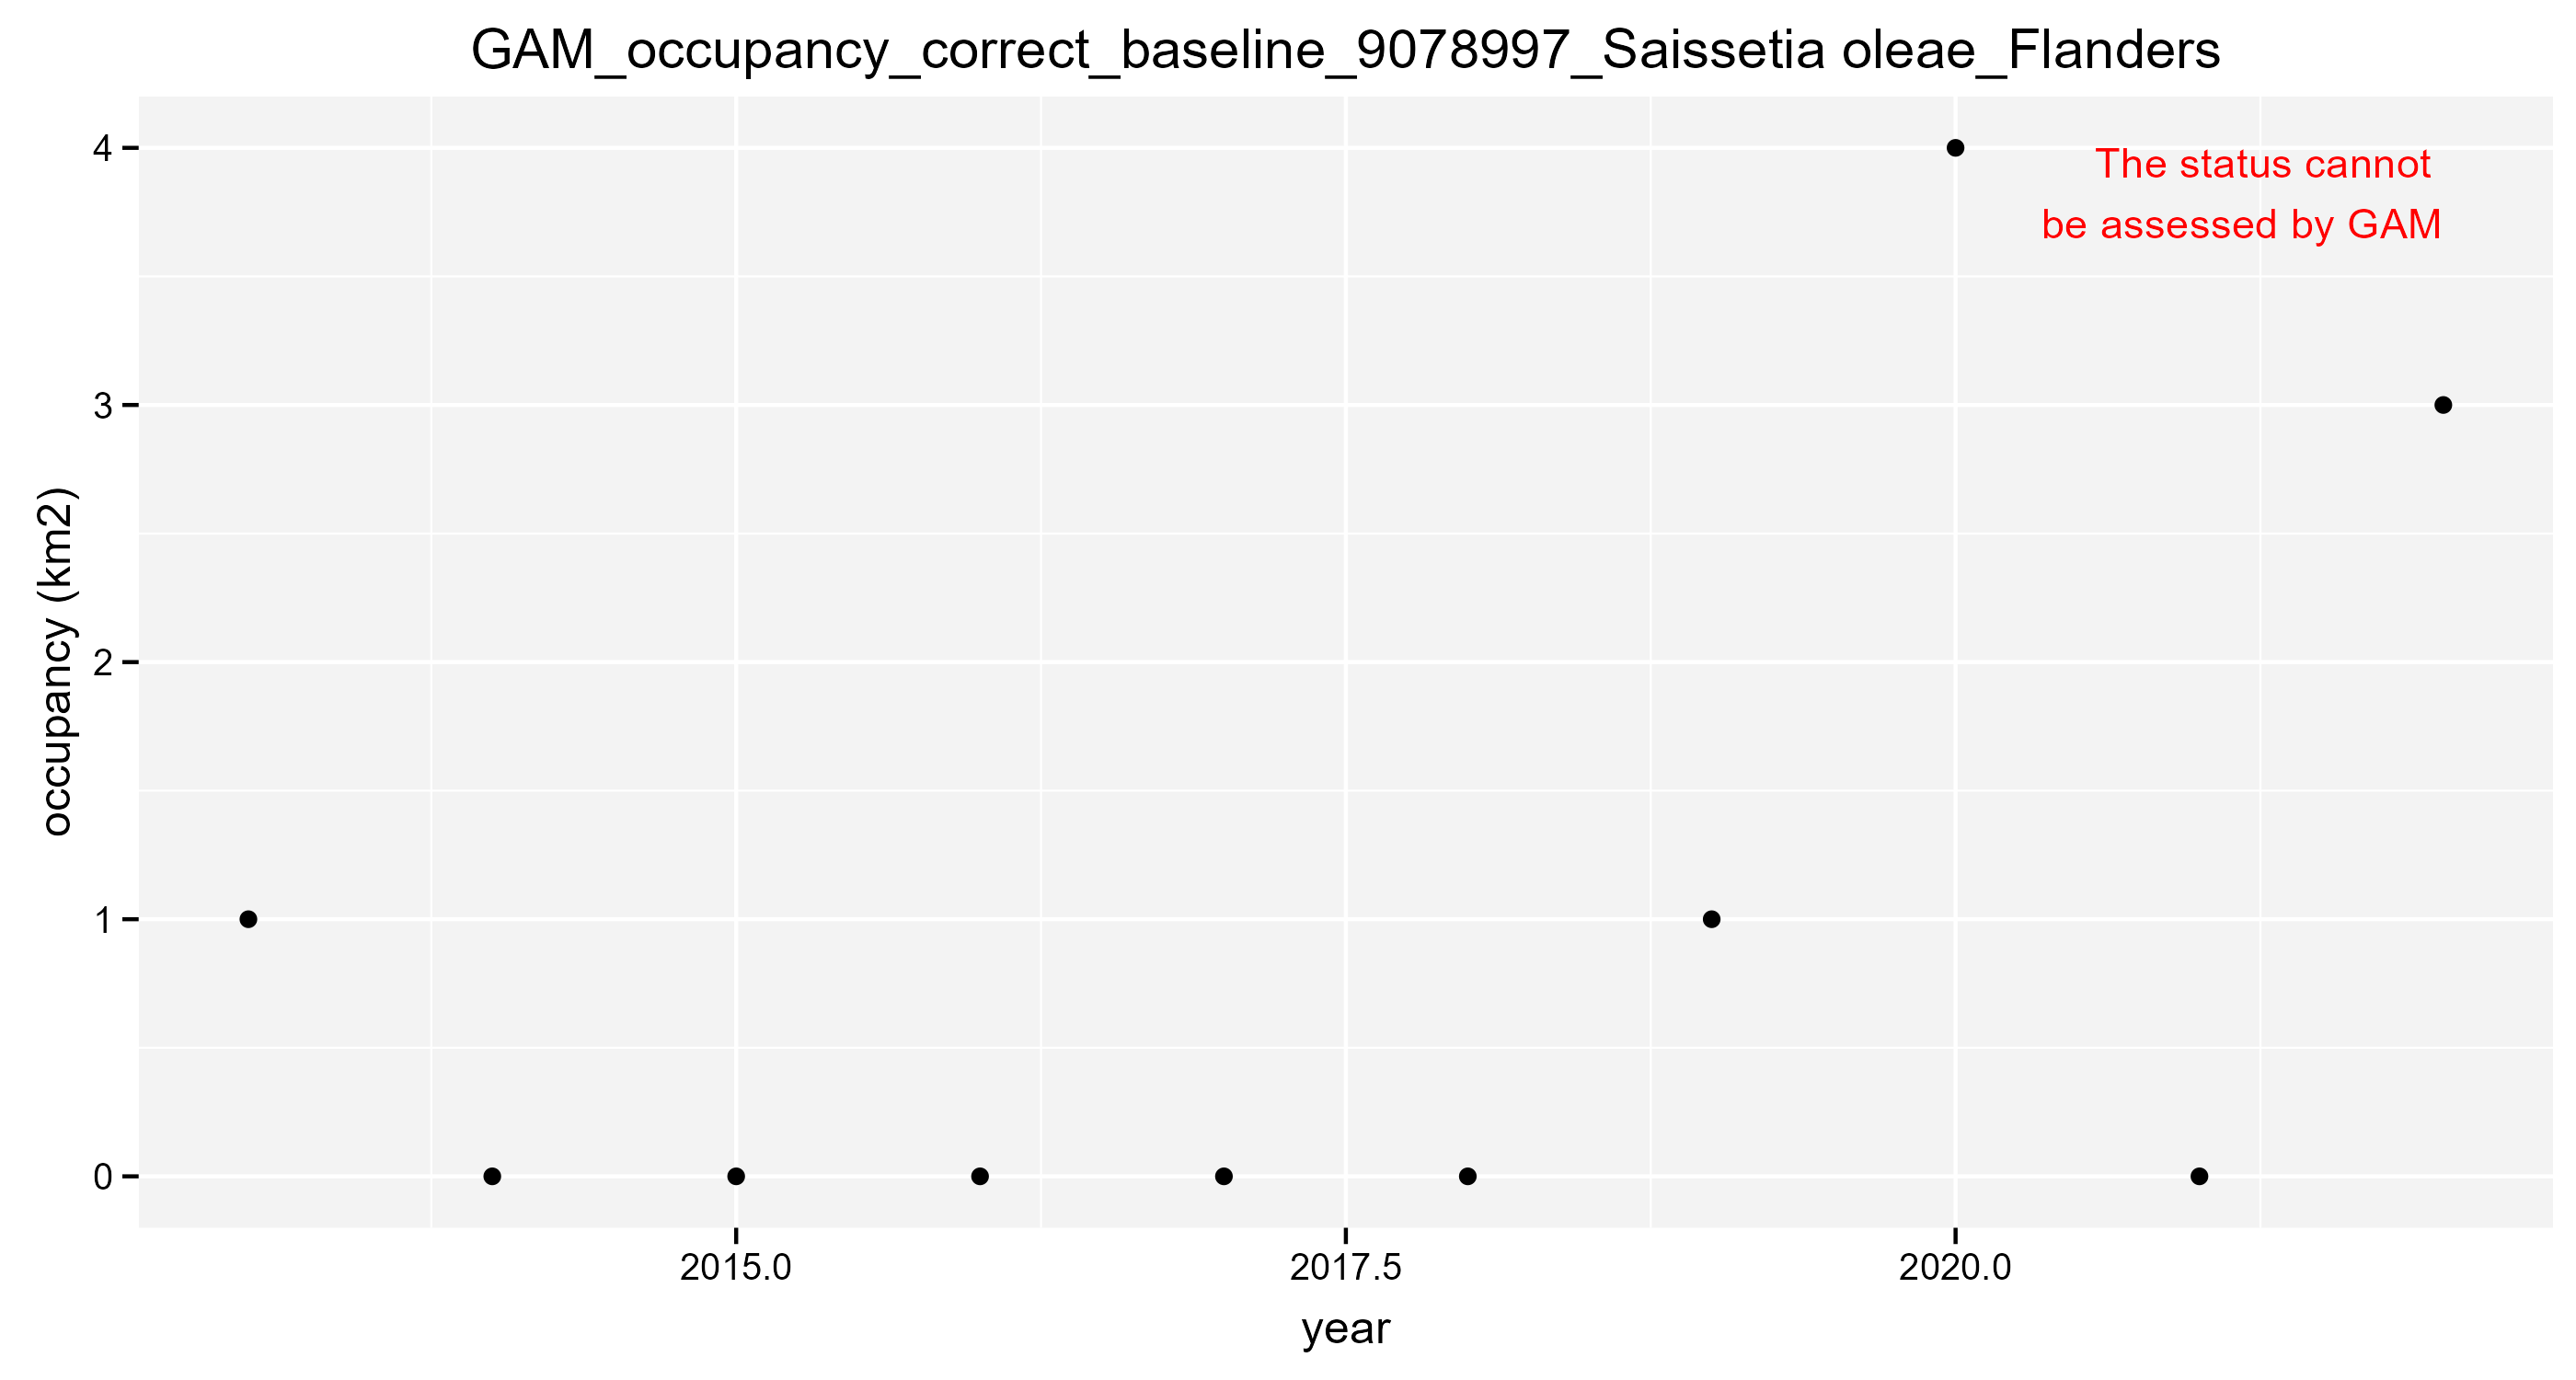 GAM_occupancy_correct_baseline_9078997_Saissetia oleae_Flanders
The status cannot
be assessed by GAM
4
3
2
1
0
occupancy (km2)
2015.0
2017.5
2020.0
year